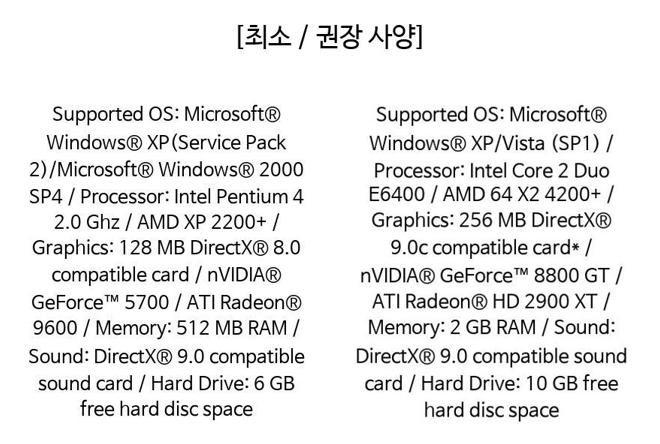 [최소 / 권장 사양]
Supported OS: Microsoft®
Windows® XP(Service Pack
2)/Microsoft® Windows® 2000
SP4 / Processor: Intel Pentium 4
2.0 Ghz / AMD XP 2200+ /
Graphics: 128 MB DirectX® 8.0
compatible card / nVIDIA®
GeForce™ 5700 / ATI Radeon®
9600 / Memory: 512 MB RAM /
Sound: DirectX® 9.0 compatible
sound card / Hard Drive: 6 GB
free hard disc space
Supported OS: Microsoft®
Windows® XP/Vista (SP1) /
Processor: Intel Core 2 Duo
E6400 / AMD 64 X2 4200+ /
Graphics: 256 MB DirectX®
9.0c compatible card* /
nVIDIA® GeForce™ 8800 GT /
ATI Radeon® HD 2900 XT /
Memory: 2 GB RAM / Sound:
DirectX® 9.0 compatible sound
card / Hard Drive: 10 GB free
hard disc space